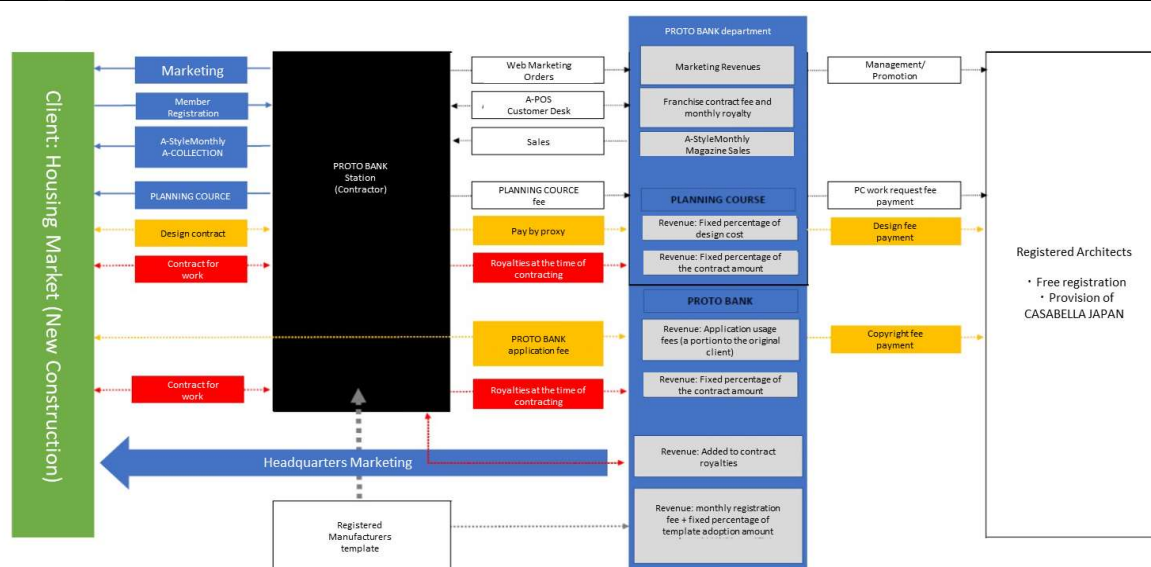 PROTO BANK department
Client: Housing Market (New Construction)
Marketing
Member
Registration
A-StyleMonthly
A-COLLECTION
PLANNING COURCE
Design contract
Contract for
work
Contract for
work
PROTO BANK
Station
(Contractor)
Web Marketing
Orders
A-POS
Customer Desk
Sales
PLANNING COURCE
fee
Pay by proxy
Royalties at the time of
contracting
PROTO BANK
application fee
Royalties at the time of
contracting
Marketing Revenues
Franchise contract fee and
monthly royalty
A-StyleMonthly
Magazine Sales
PLANNING COURSE
Revenue: Fixed percentage of
design cost
Revenue: Fixed percentage of
the contract amount
PROTO BANK
Revenue: Application usage
fees (a portion to the original
client)
Revenue: Fixed percentage of
the contract amount
Revenue: Added to contract
royalties
Revenue: monthly registration
fee + fixed percentage of
template adoption amount
Management/
Promotion
PC work request fee
payment
Design fee
payment
Copyright fee
payment
Registered Architects
・Free registration
・Provision of
CASABELLA JAPAN
Headquarters Marketing
Registered
Manufacturers
template